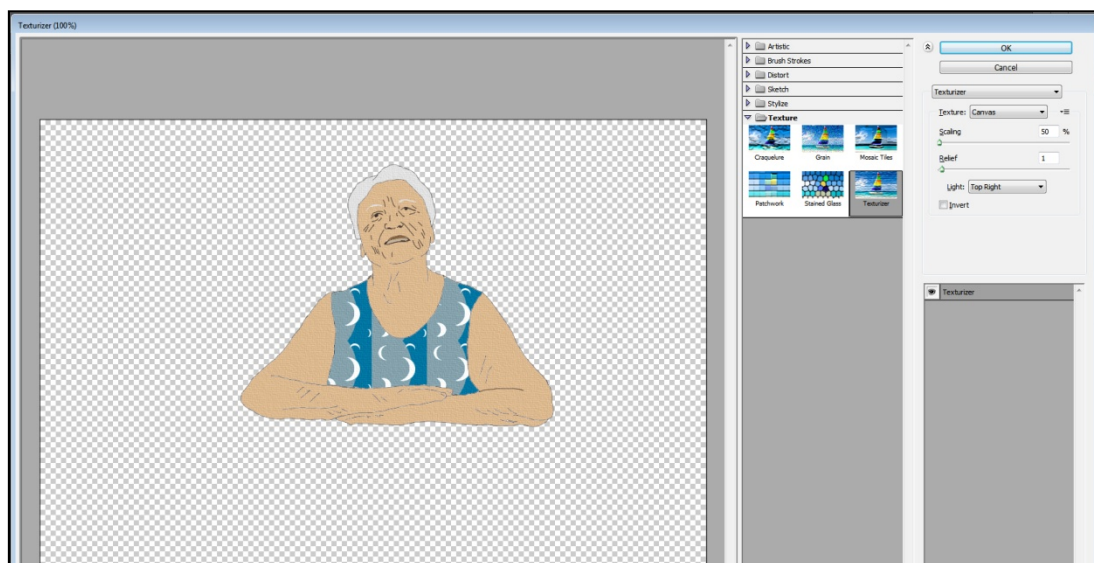 Texturizer (100%)
Artistic
Brush Strokes
Distort
Sketch
Stylize
Texture
Craquelure Grain Mosaic Tiles
Patchwork Stained Glass Texturizer
OK
Cancel
Texturizer
Texture: Canvas
Scaling 50 %
Relief 1
Light: Top Right
Invert
Texturizer